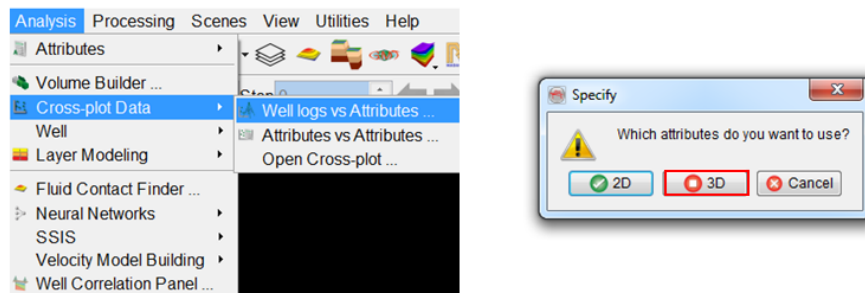 Analysis Processing Scenes View Utilities Help
Attributes
Volume Builder ...
Cross-plot Data
Well logs vs Attributes ...
Well
Attributes vs Attributes ...
Layer Modeling
Open Cross-plot ...
Fluid Contact Finder ...
Neural Networks
SSIS
Velocity Model Building
Well Correlation Panel ...
Specify
Which attributes do you want to use?
2D 3D Cancel